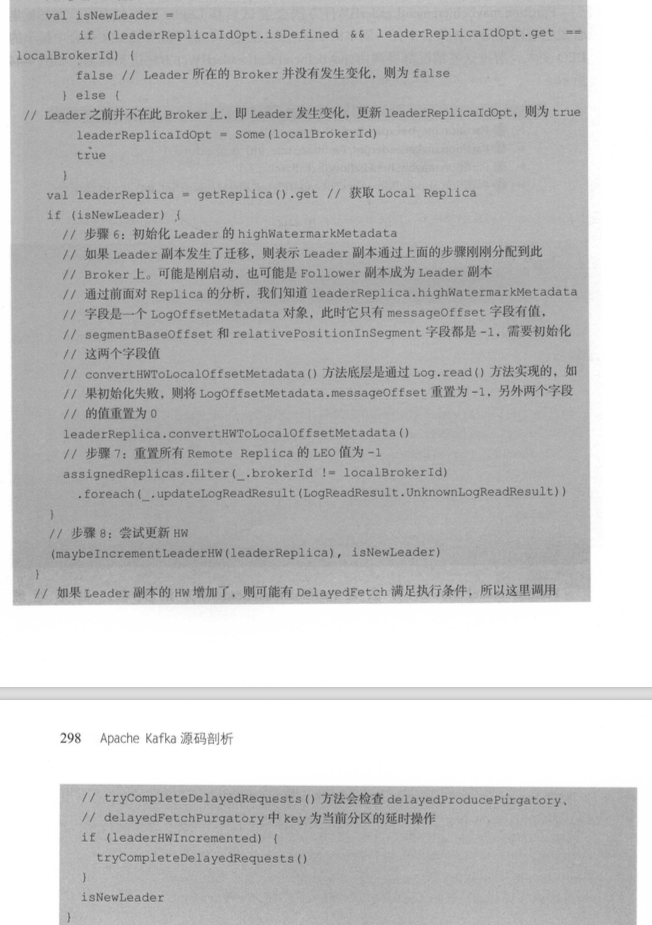 val isNewLeader =
if (leaderReplicaIdOpt.isDefined && leaderReplicaIdOpt.get ==
localBrokerId) {
false // Leader 所在的 Broker 并没有发生变化，则为 false
} else {
// Leader 之前并不在此 Broker 上，即 Leader 发生变化，更新 leaderReplicaIdOpt，则为 true
leaderReplicaIdOpt = Some(localBrokerId)
true
}
val leaderReplica = getReplica().get // 获取 Local Replica
if (isNewLeader) {
// 步骤 6：初始化 Leader 的 highWatermarkMetadata
// 如果 Leader 副本发生了迁移，则表示 Leader 副本通过上面的步骤刚刚分配到此
// Broker 上。可能是刚启动，也可能是 Follower 副本成为 Leader 副本
// 通过前面对 Replica 的分析，我们知道 leaderReplica.highWatermarkMetadata
// 字段是一个 LogOffsetMetadata 对象，此时它只有 messageOffset 字段有值，
// segmentBaseOffset 和 relativePositionInSegment 字段都是 -1，需要初始化
// 这两个字段值
// convertHWToLocalOffsetMetadata() 方法底层是通过 Log.read() 方法实现的，如
// 果初始化失败，则将 LogOffsetMetadata.messageOffset 重置为 -1，另外两个字段
// 的值重置为 0
leaderReplica.convertHWToLocalOffsetMetadata()
// 步骤 7：重置所有 Remote Replica 的 LEO 值为 -1
assignedReplicas.filter(_.brokerId != localBrokerId)
.foreach(_.updateLogReadResult(LogReadResult.UnknownLogReadResult))
}
// 步骤 8：尝试更新 HW
(maybeIncrementLeaderHW(leaderReplica), isNewLeader)
}
// 如果 Leader 副本的 HW 增加了，则可能有 DelayedFetch 满足执行条件，所以这里调用
298 Apache Kafka 源码剖析
// tryCompleteDelayedRequests() 方法会检查 delayedProducePurgatory、
// delayedFetchPurgatory 中 key 为当前分区的延时操作
if (leaderHWIncremented) {
tryCompleteDelayedRequests()
}
isNewLeader
}